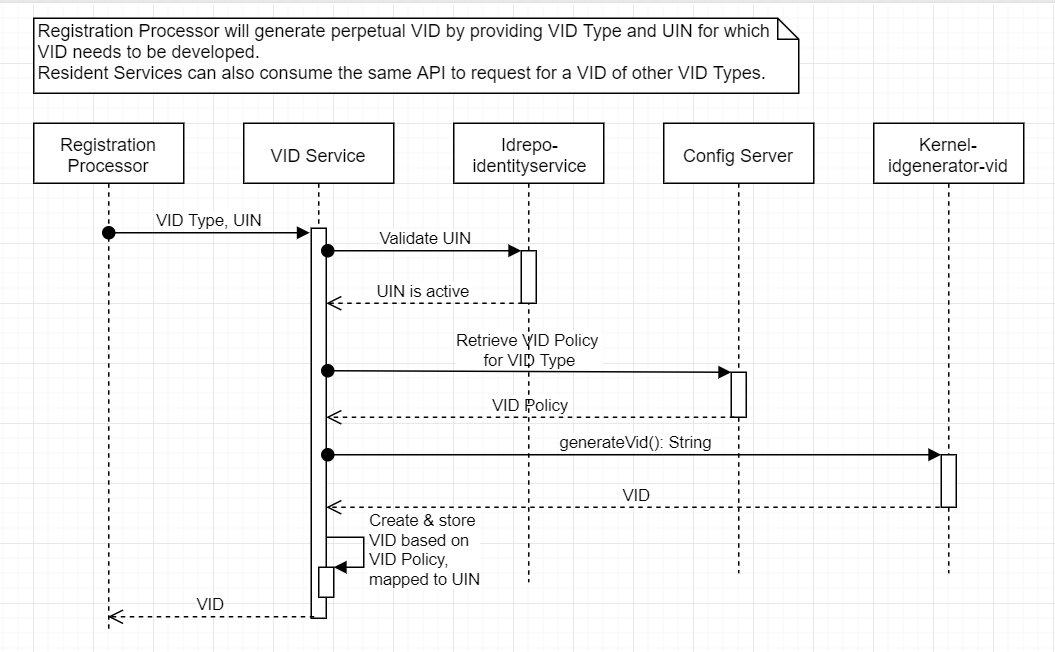 Registration Processor will generate perpetual VID by providing VID Type and UIN for which
VID needs to be developed.
Resident Services can also consume the same API to request for a VID of other VID Types.
Registration
Processor
VID Service
Idrepo-
identityservice
Config Server
Kernel-
idgenerator-vid
VID Type, UIN
Validate UIN
UIN is active
Retrieve VID Policy
for VID Type
VID Policy
generateVid(): String
VID
Create & store
VID based on
VID Policy,
mapped to UIN
VID